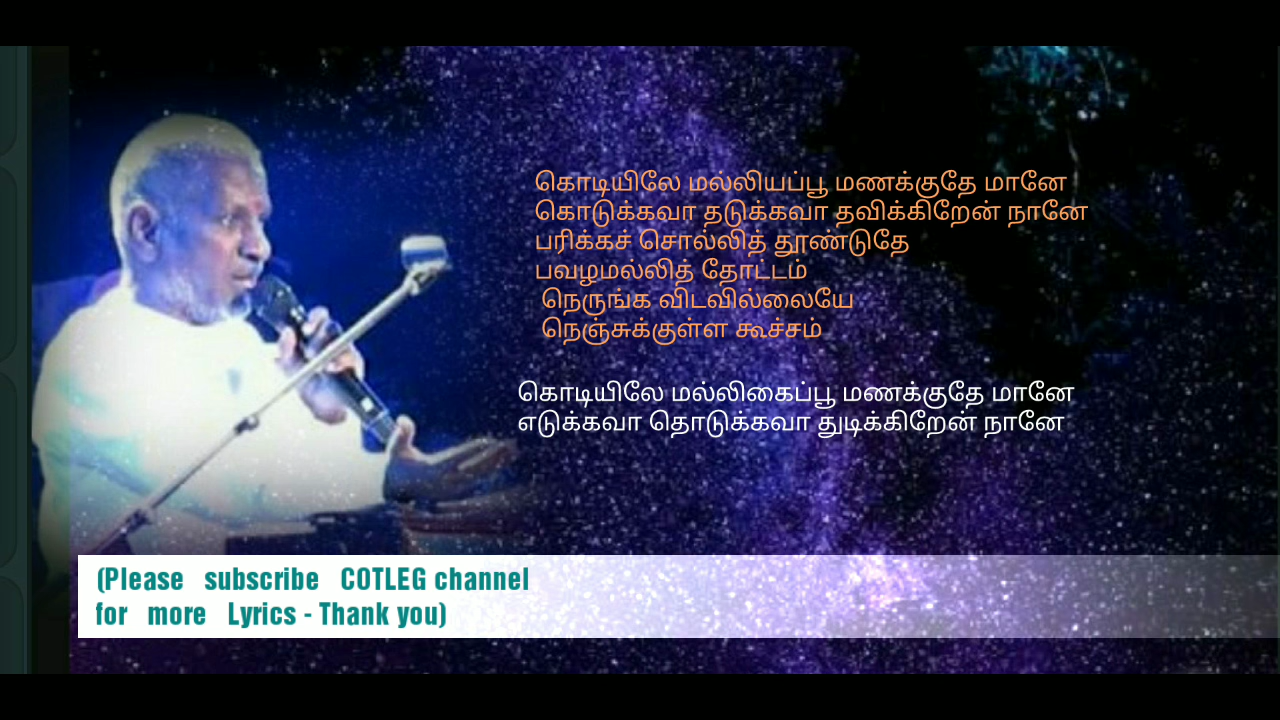 கொடியிலே மல்லியப்பூ மணக்குதே மானே
கொடுக்கவா தடுக்கவா தவிக்கிறேன் நானே
பரிக்கச் சொல்லித் தூண்டுதே
பவழமல்லித் தோட்டம்
நெருங்க விடவில்லையே
நெஞ்சுக்குள்ள கூச்சம்
கொடியிலே மல்லிகைப்பூ மணக்குதே மானே
எடுக்கவா தொடுக்கவா துடிக்கிறேன் நானே
(Please subscribe COTLEG channel
for more Lyrics - Thank you)